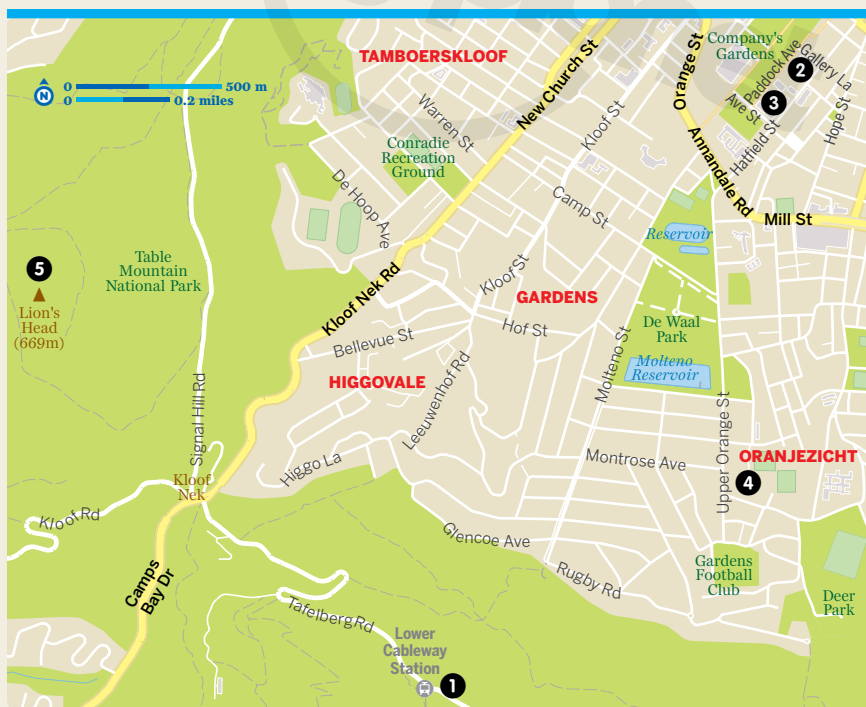 TAMBOERSKLOOF
Company's
Gardens
Paddock Ave
Gallery La
2
3
Ave St
Hatfield St
Hope St
Orange St
New Church St
Kloof St
Annandale Rd
Mill St
N
0 500 m
0 0.2 miles
Warren St
Conradie
Recreation
Ground
De Hoop Ave
Camp St
Reservoir
5
Lion's
Head
(669m)
Table
Mountain
National Park
Kloof Nek Rd
Kloof St
GARDENS
Hof St
De Waal
Park
Molteno
Reservoir
Molteno St
Bellevue St
HIGGOVALE
Leeuwenhof Rd
Signal Hill Rd
Upper Orange St
ORANJEZICHT
4
Montrose Ave
Higgo La
Kloof
Nek
Kloof Rd
Glencoe Ave
Rugby Rd
Gardens
Football
Club
Deer
Park
Camps
Bay Dr
Tafelberg Rd
Lower
Cableway
Station
1